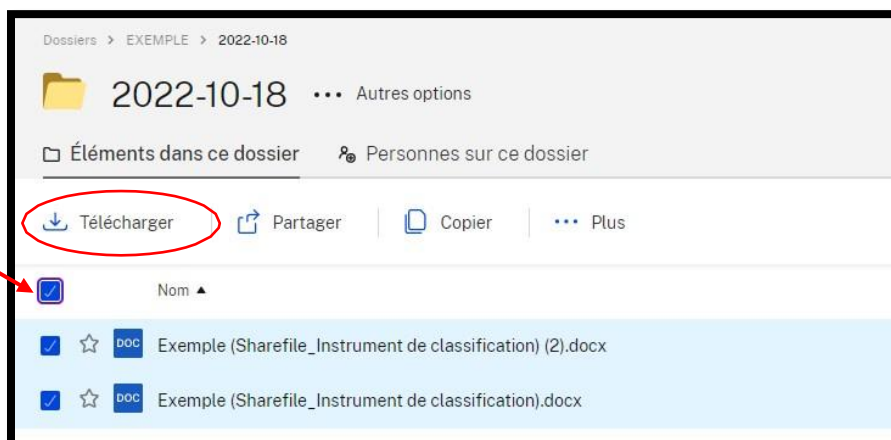 Dossiers > EXEMPLE > 2022-10-18
2022-10-18 ••• Autres options
Éléments dans ce dossier Personnes sur ce dossier
Télécharger Partager Copier ••• Plus
Nom ▲
DOC Exemple (Sharefile_Instrument de classification) (2).docx
DOC Exemple (Sharefile_Instrument de classification).docx